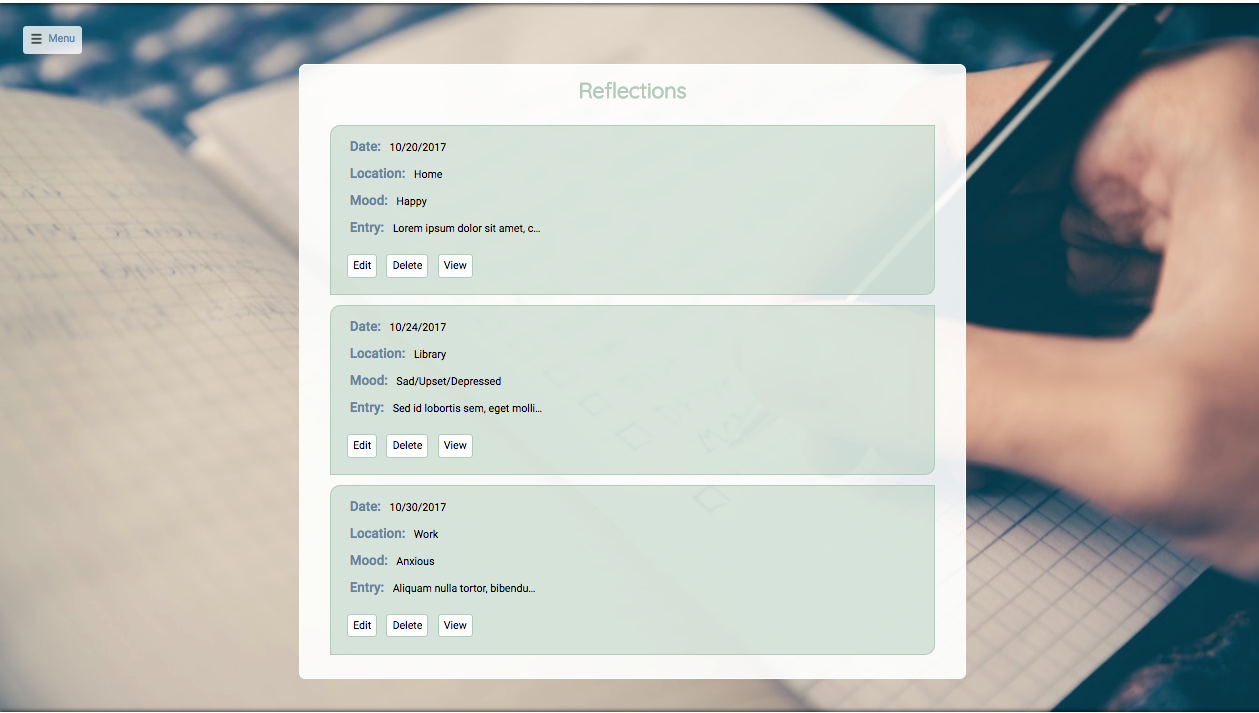 Menu
Reflections
Date: 10/20/2017
Location: Home
Mood: Happy
Entry: Lorem ipsum dolor sit amet, c...
Edit Delete View
Date: 10/24/2017
Location: Library
Mood: Sad/Upset/Depressed
Entry: Sed id lobortis sem, eget molli...
Edit Delete View
Date: 10/30/2017
Location: Work
Mood: Anxious
Entry: Aliquam nulla tortor, bibendu...
Edit Delete View